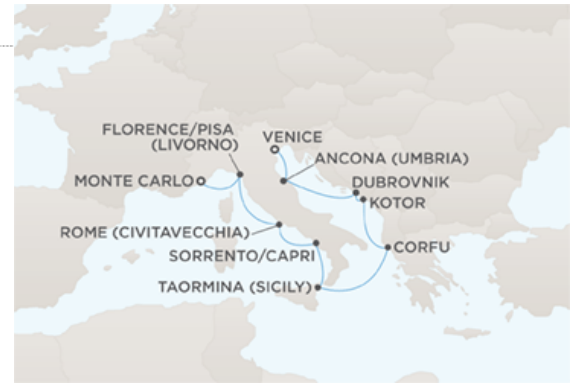 FLORENCE/PISA
(LIVORNO)
VENICE
ANCONA (UMBRIA)
MONTE CARLO
DUBROVNIK
KOTOR
ROME (CIVITAVECCHIA)
CORFU
SORRENTO/CAPRI
TAORMINA (SICILY)